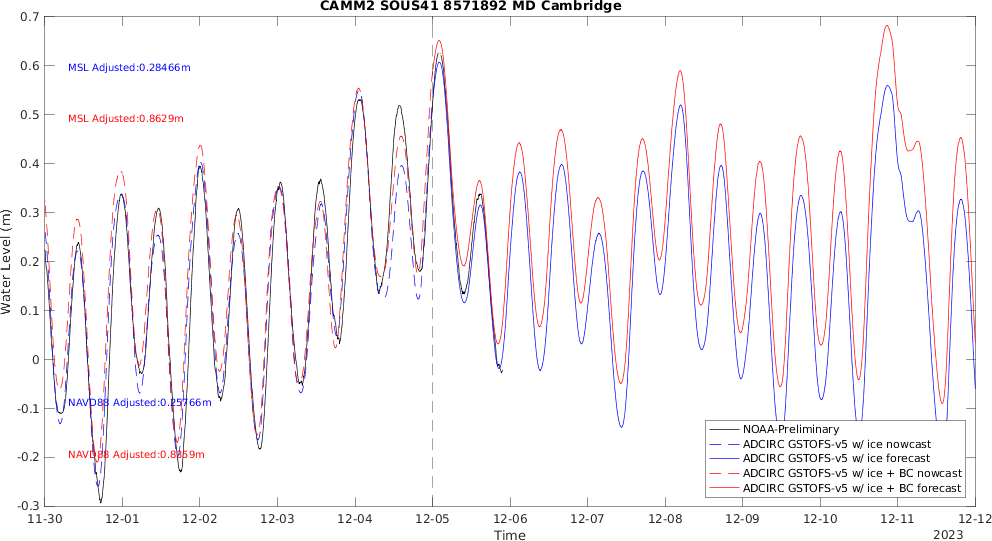 CAMM2 SOUS41 8571892 MD Cambridge
0.7
0.6
0.5
0.4
0.3
0.2
0.1
0
-0.1
-0.2
-0.3
Water Level (m)
MSL Adjusted:0.28466m
MSL Adjusted:0.8629m
NAVD88 Adjusted:0.25766m
NAVD88 Adjusted:0.8359m
NOAA-Preliminary
ADCIRC GSTOFS-v5 w/ ice nowcast
ADCIRC GSTOFS-v5 w/ ice forecast
ADCIRC GSTOFS-v5 w/ ice + BC nowcast
ADCIRC GSTOFS-v5 w/ ice + BC forecast
11-30 12-01 12-02 12-03 12-04 12-05 12-06 12-07 12-08 12-09 12-10 12-11 12-12
Time
2023